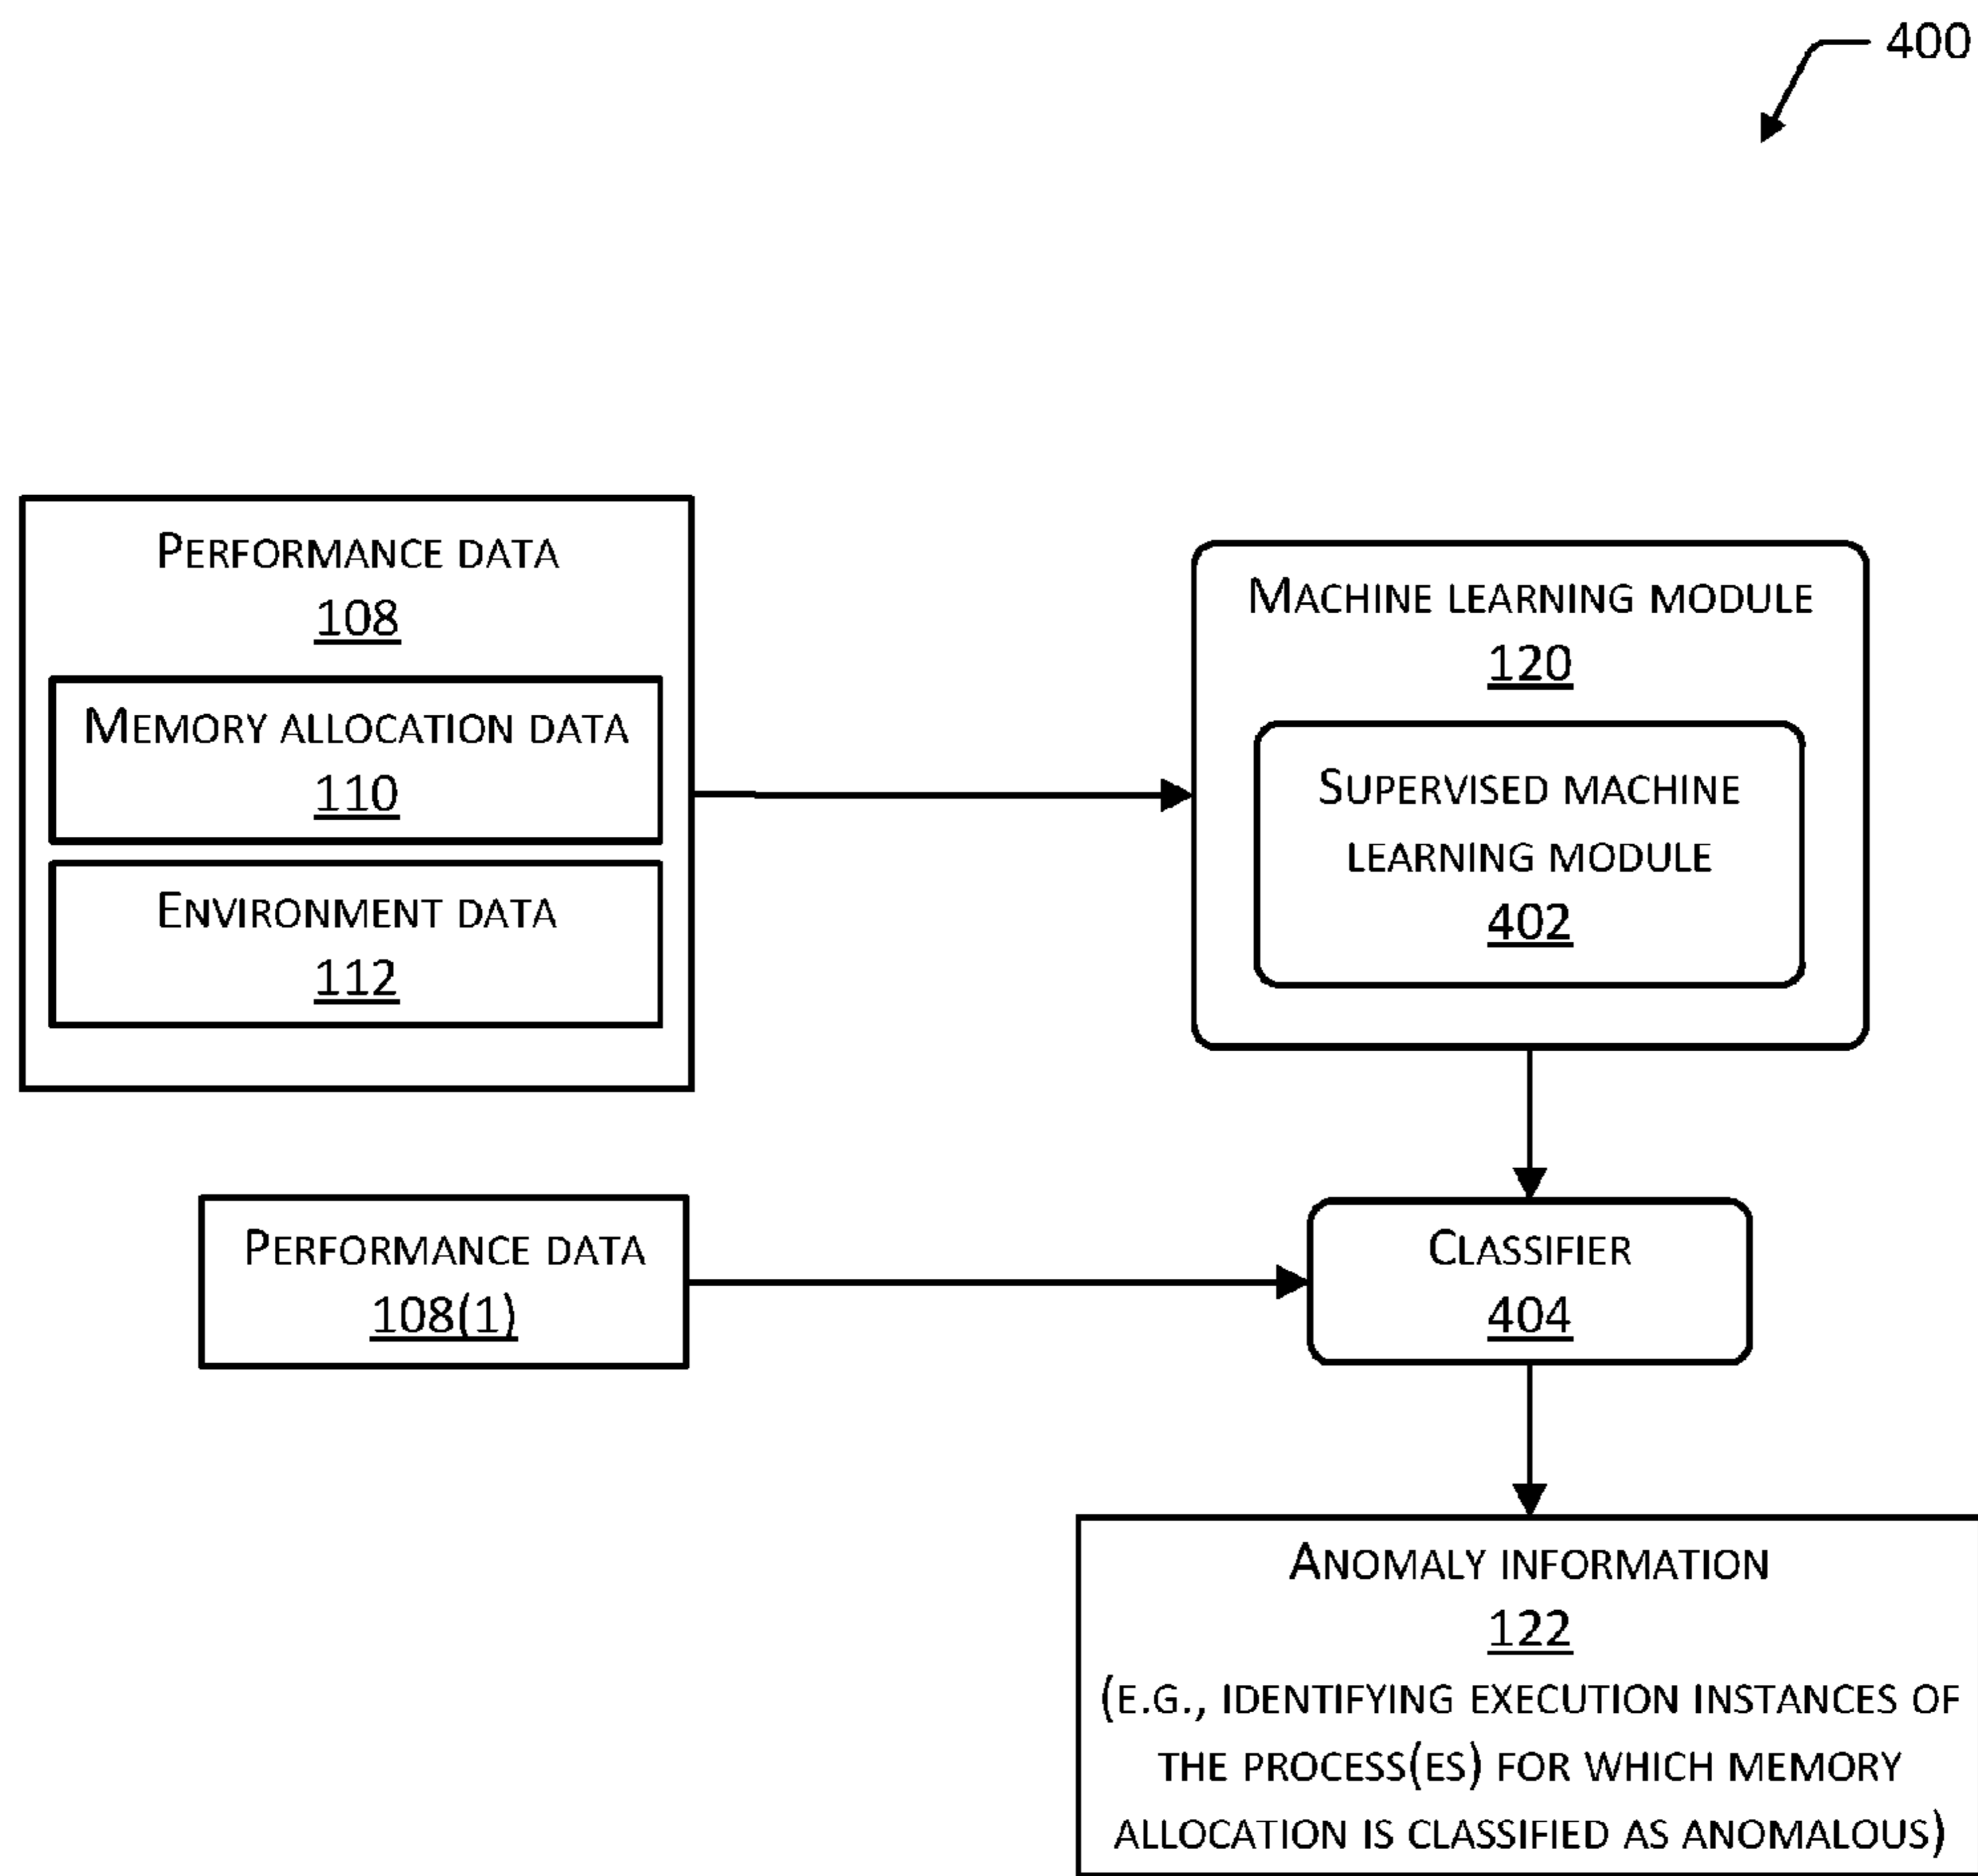 400
PERFORMANCE DATA
108
MEMORY ALLOCATION DATA
110
ENVIRONMENT DATA
112
MACHINE LEARNING MODULE
120
SUPERVISED MACHINE
LEARNING MODULE
402
PERFORMANCE DATA
108(1)
CLASSIFIER
404
ANOMALY INFORMATION
122
(E.G., IDENTIFYING EXECUTION INSTANCES OF
THE PROCESS(ES) FOR WHICH MEMORY
ALLOCATION IS CLASSIFIED AS ANOMALOUS)